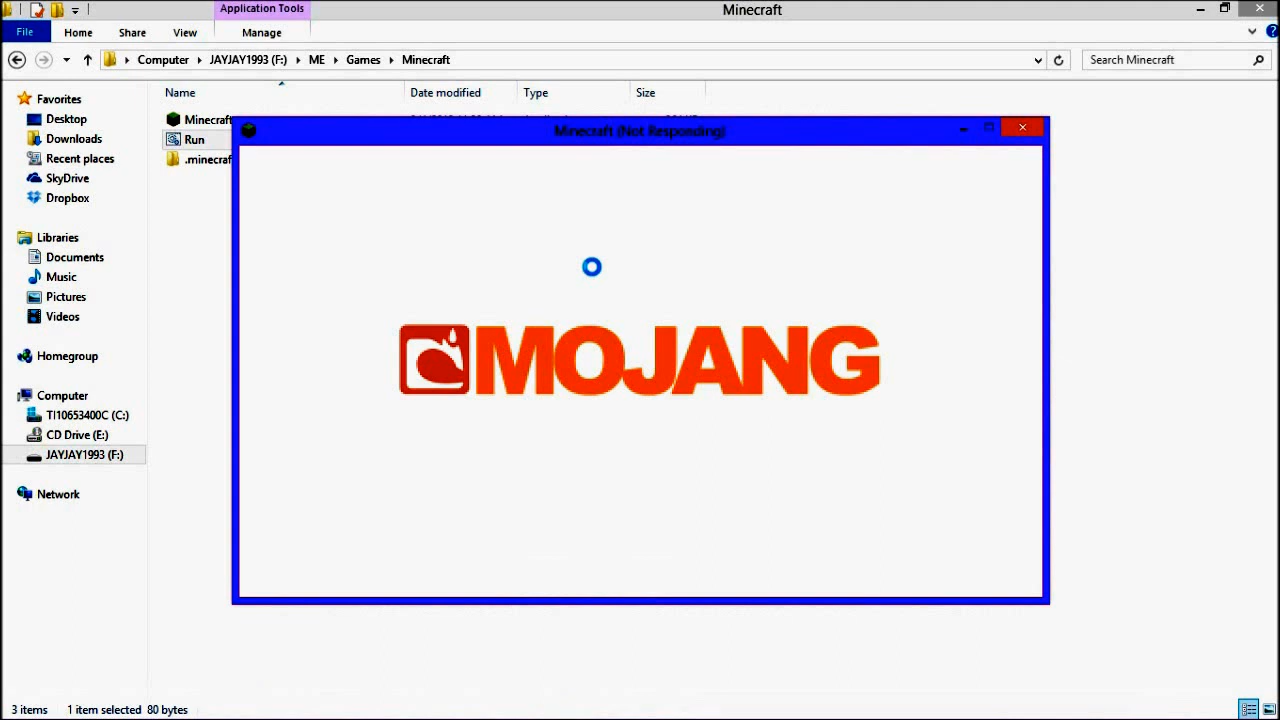 Application Tools
Minecraft
File
Home
Share
View
Manage
Computer
JAYJAY1993 (F:)
ME
Games
Minecraft
Search Minecraft
Name
Date modified
Type
Size
Favorites
Desktop
Downloads
Recent places
SkyDrive
Dropbox
Libraries
Documents
Music
Pictures
Videos
Homegroup
Computer
TI10653400C (C:)
CD Drive (E:)
JAYJAY1993 (F:)
Network
Minecraft
Run
.minecraf
Minecraft (Not Responding)
MOJANG
3 items
1 item selected 80 bytes